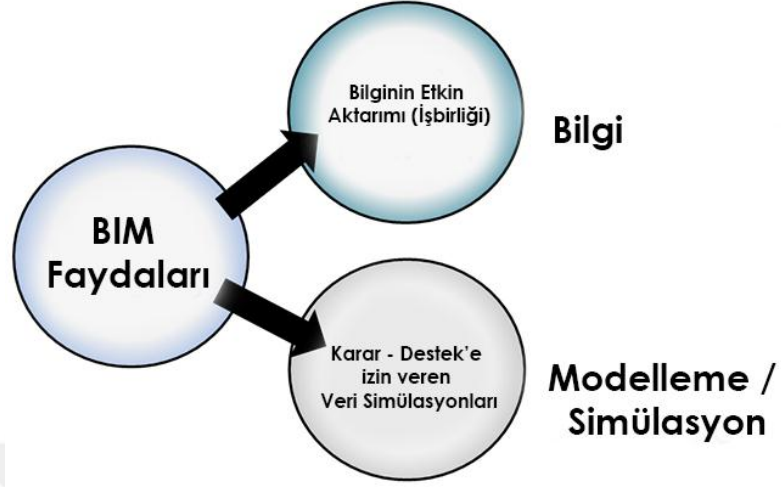 Bilginin Etkin
Aktarımı (İşbirliği)
Bilgi
BIM
Faydaları
Karar - Destek'e
izin veren
Veri Simülasyonları
Modelleme /
Simülasyon